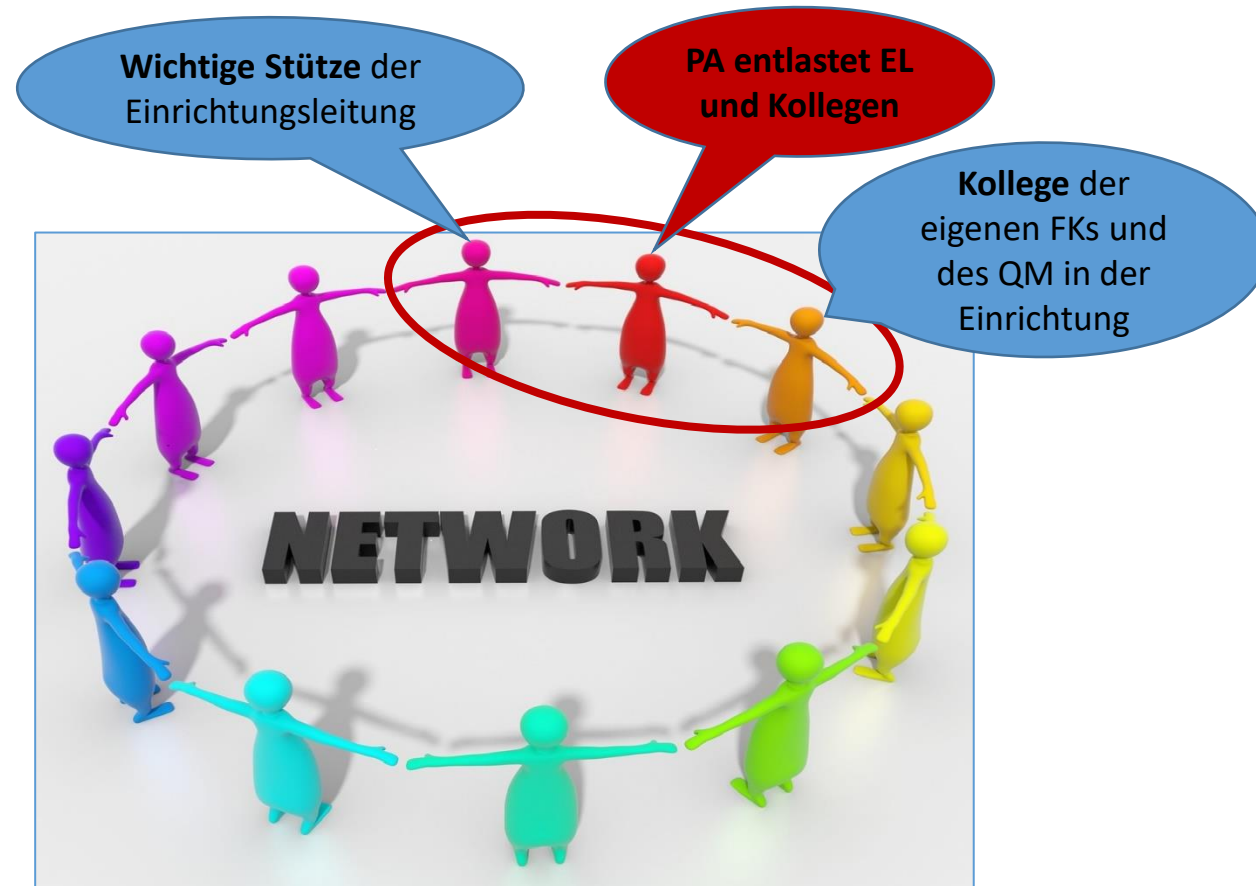 Wichtige Stütze der
Einrichtungsleitung
PA entlastet EL
und Kollegen
Kollege der
eigenen FKs und
des QM in der
Einrichtung
NETWORK